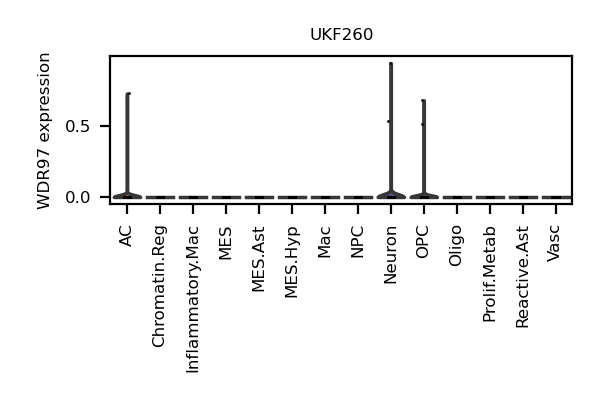 UKF260
WDR97 expression
0.5
0.0
AC
Chromatin.Reg
Inflammatory.Mac
MES
MES.Ast
MES.Hyp
Mac
NPC
Neuron
OPC
Oligo
Prolif.Metab
Reactive.Ast
Vasc